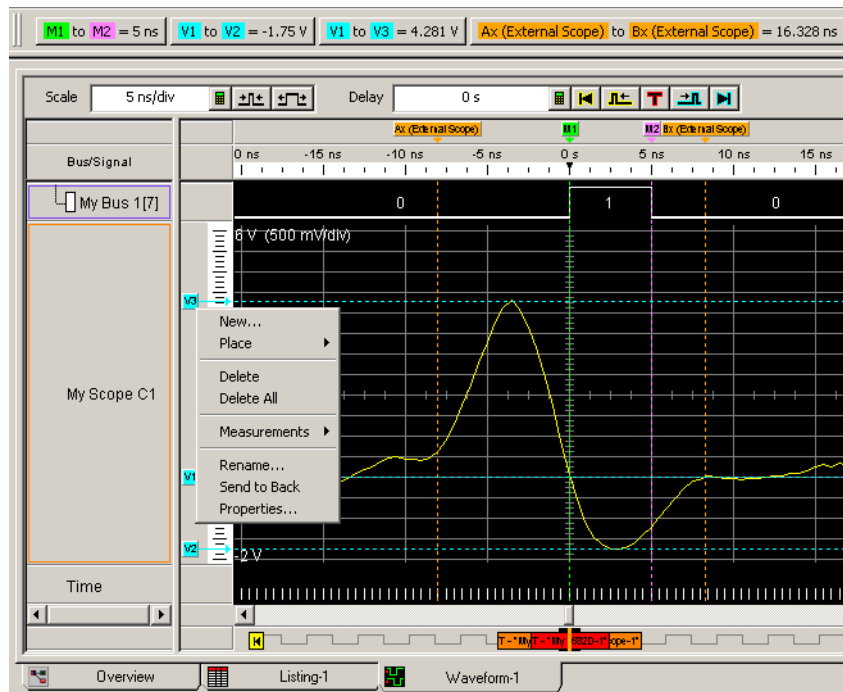 M1 to M2 = 5 ns V1 to V2 = -1.75 V V1 to V3 = 4.281 V Ax (External Scope) to Bx (External Scope) = 16.328 ns
Scale 5 ns/div Delay 0 s T
Ax (External Scope) M1 M2 Bx (External Scope)
Bus/Signal 0 ns -15 ns -10 ns -5 ns 0 s 5 ns 10 ns 15 ns
My Bus 1[7] 0 1 0
6 V (500 mV/div)
V3
New...
Place
Delete
Delete All
My Scope C1
Measurements
Rename...
V1
Send to Back
Properties...
V2
-2 V
Time
Overview Listing-1 Waveform-1